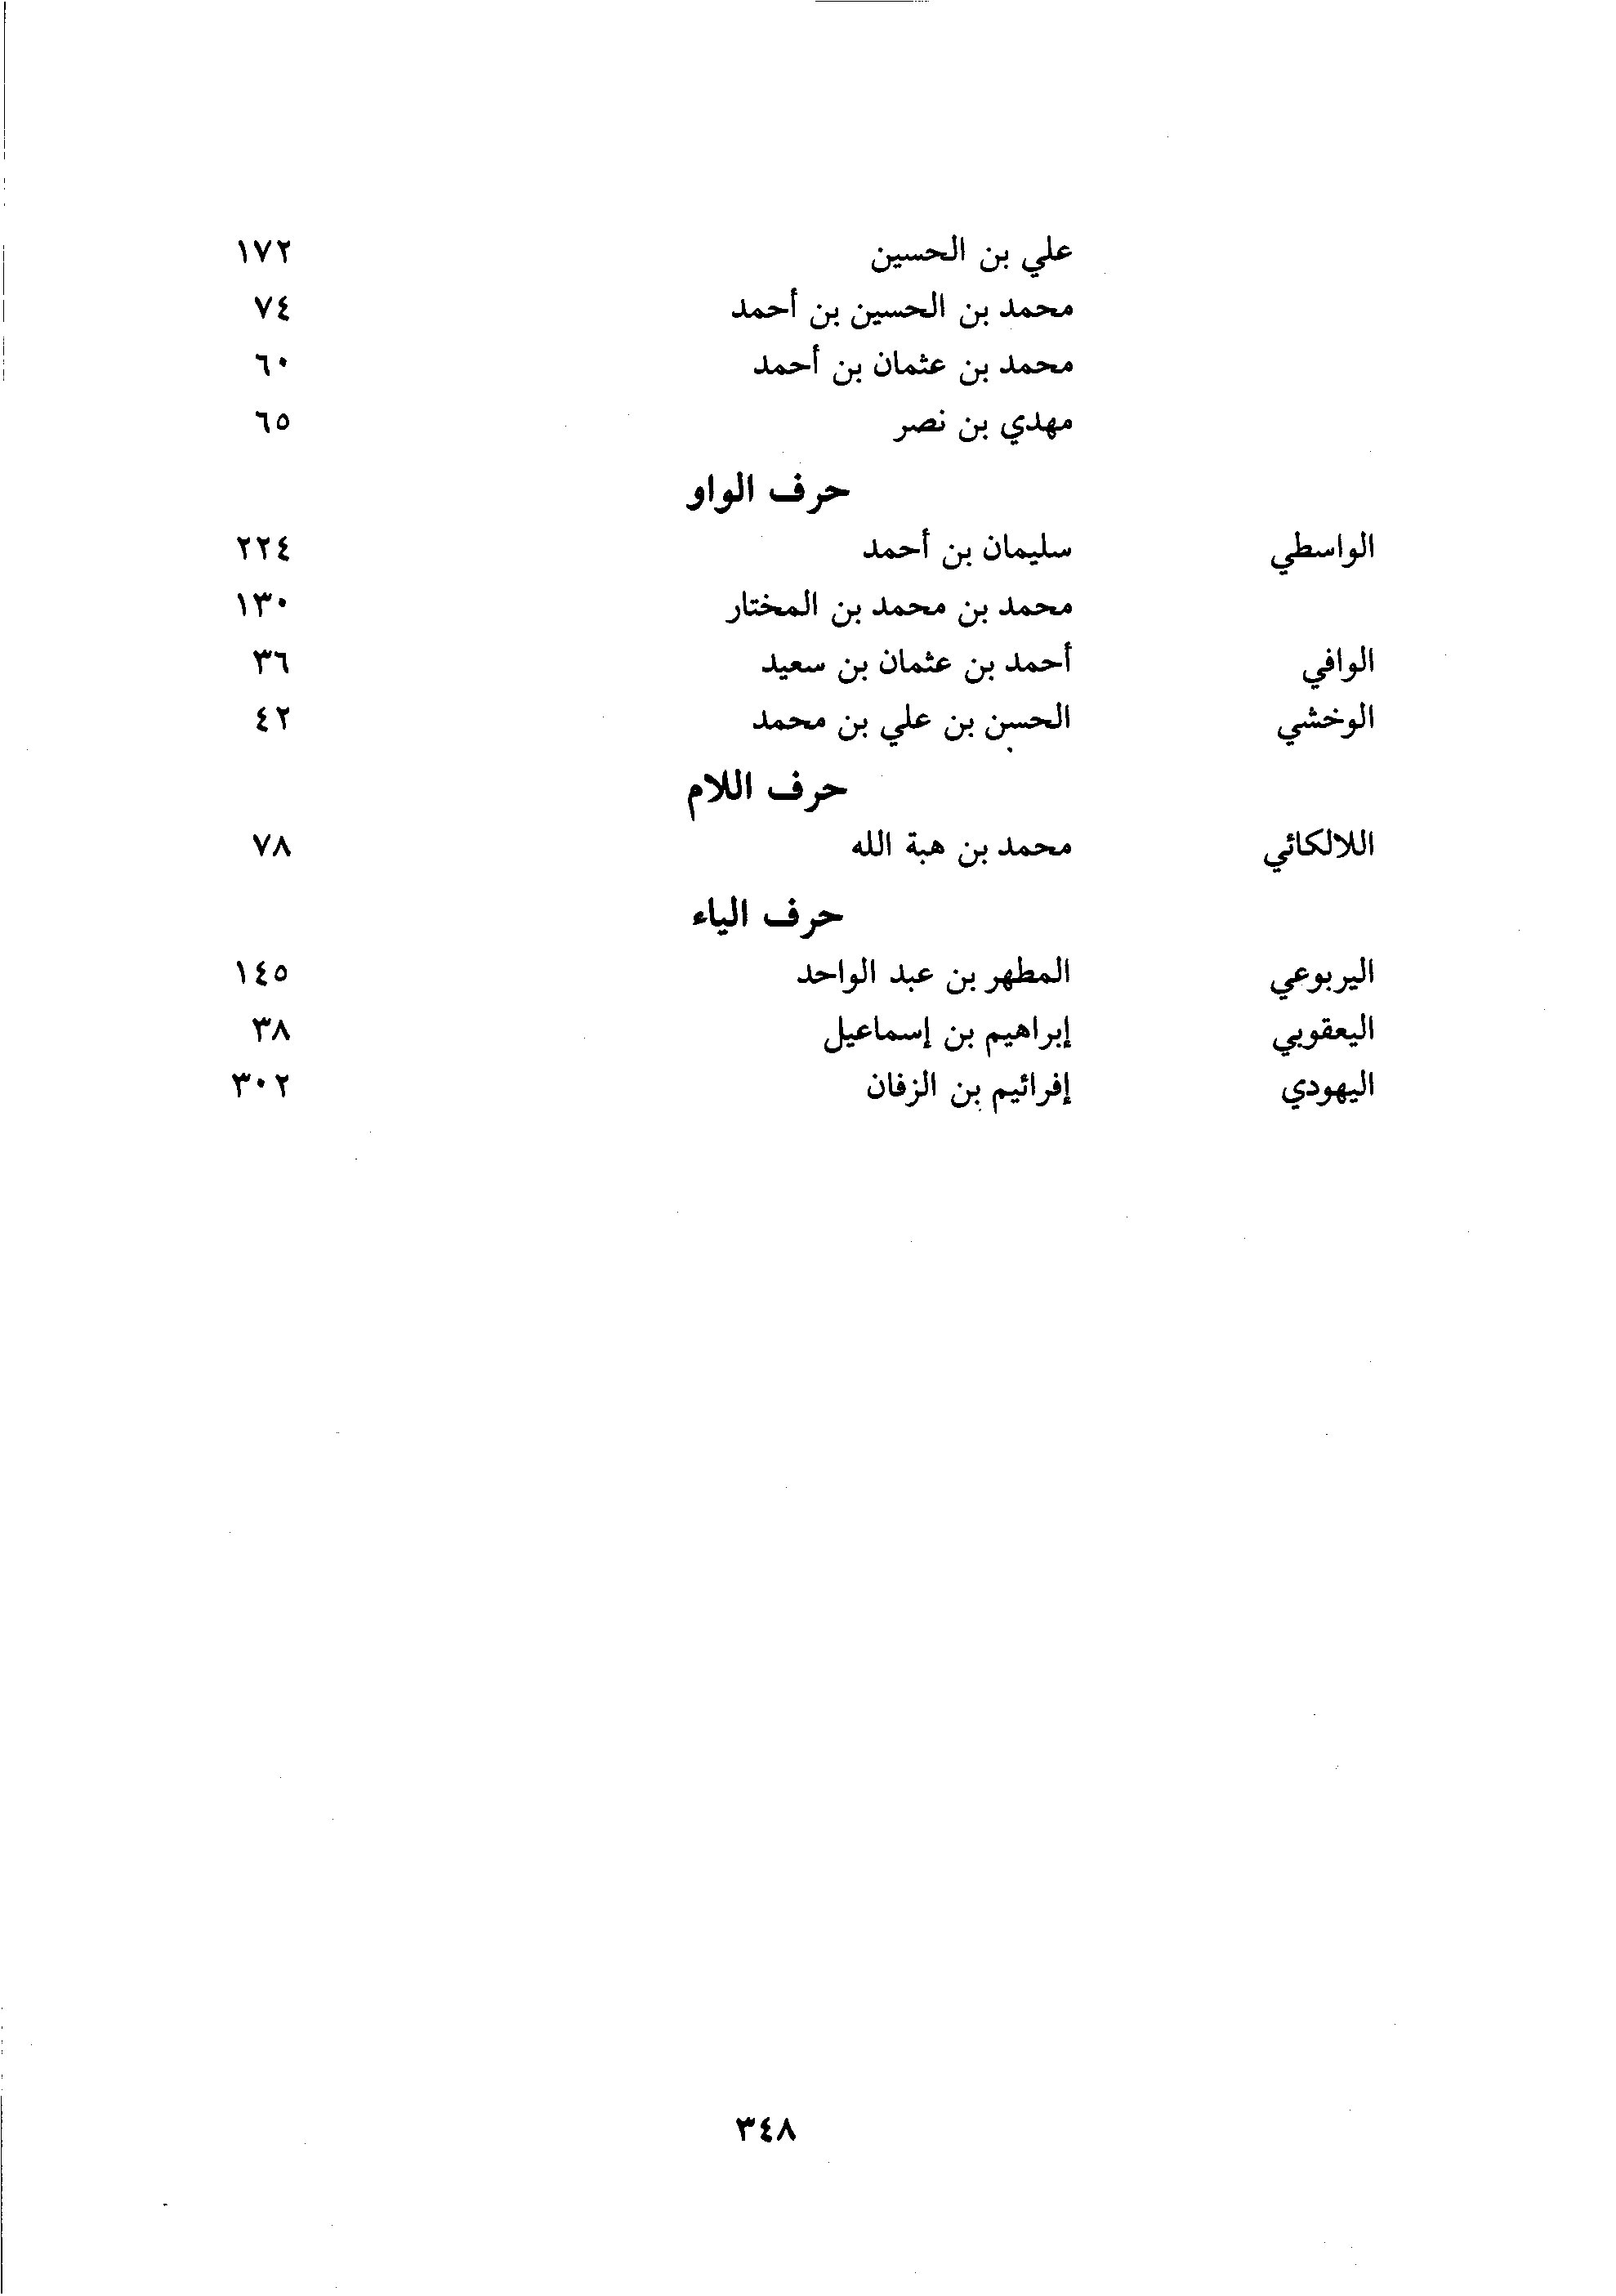 علي بن الحسين ١٧٢
محمد بن الحسين بن أحمد ٧٤
محمد بن عثمان بن أحمد ٦٠
مهدي بن نصر ٦٥
حرف الواو
الواسطي سليمان بن أحمد ٢٢٤
محمد بن محمد بن المختار ١٣٠
الوافي أحمد بن عثمان بن سعيد ٣٦
الوخشي الحسن بن علي بن محمد ٤٢
حرف اللام
اللالكائي محمد بن هبة الله ٧٨
حرف الياء
اليربوعي المطهر بن عبد الواحد ١٤٥
اليعقوبي إبراهيم بن إسماعيل ٣٨
اليهودي إفرائيم بن الزفان ٣٠٢
٣٤٨